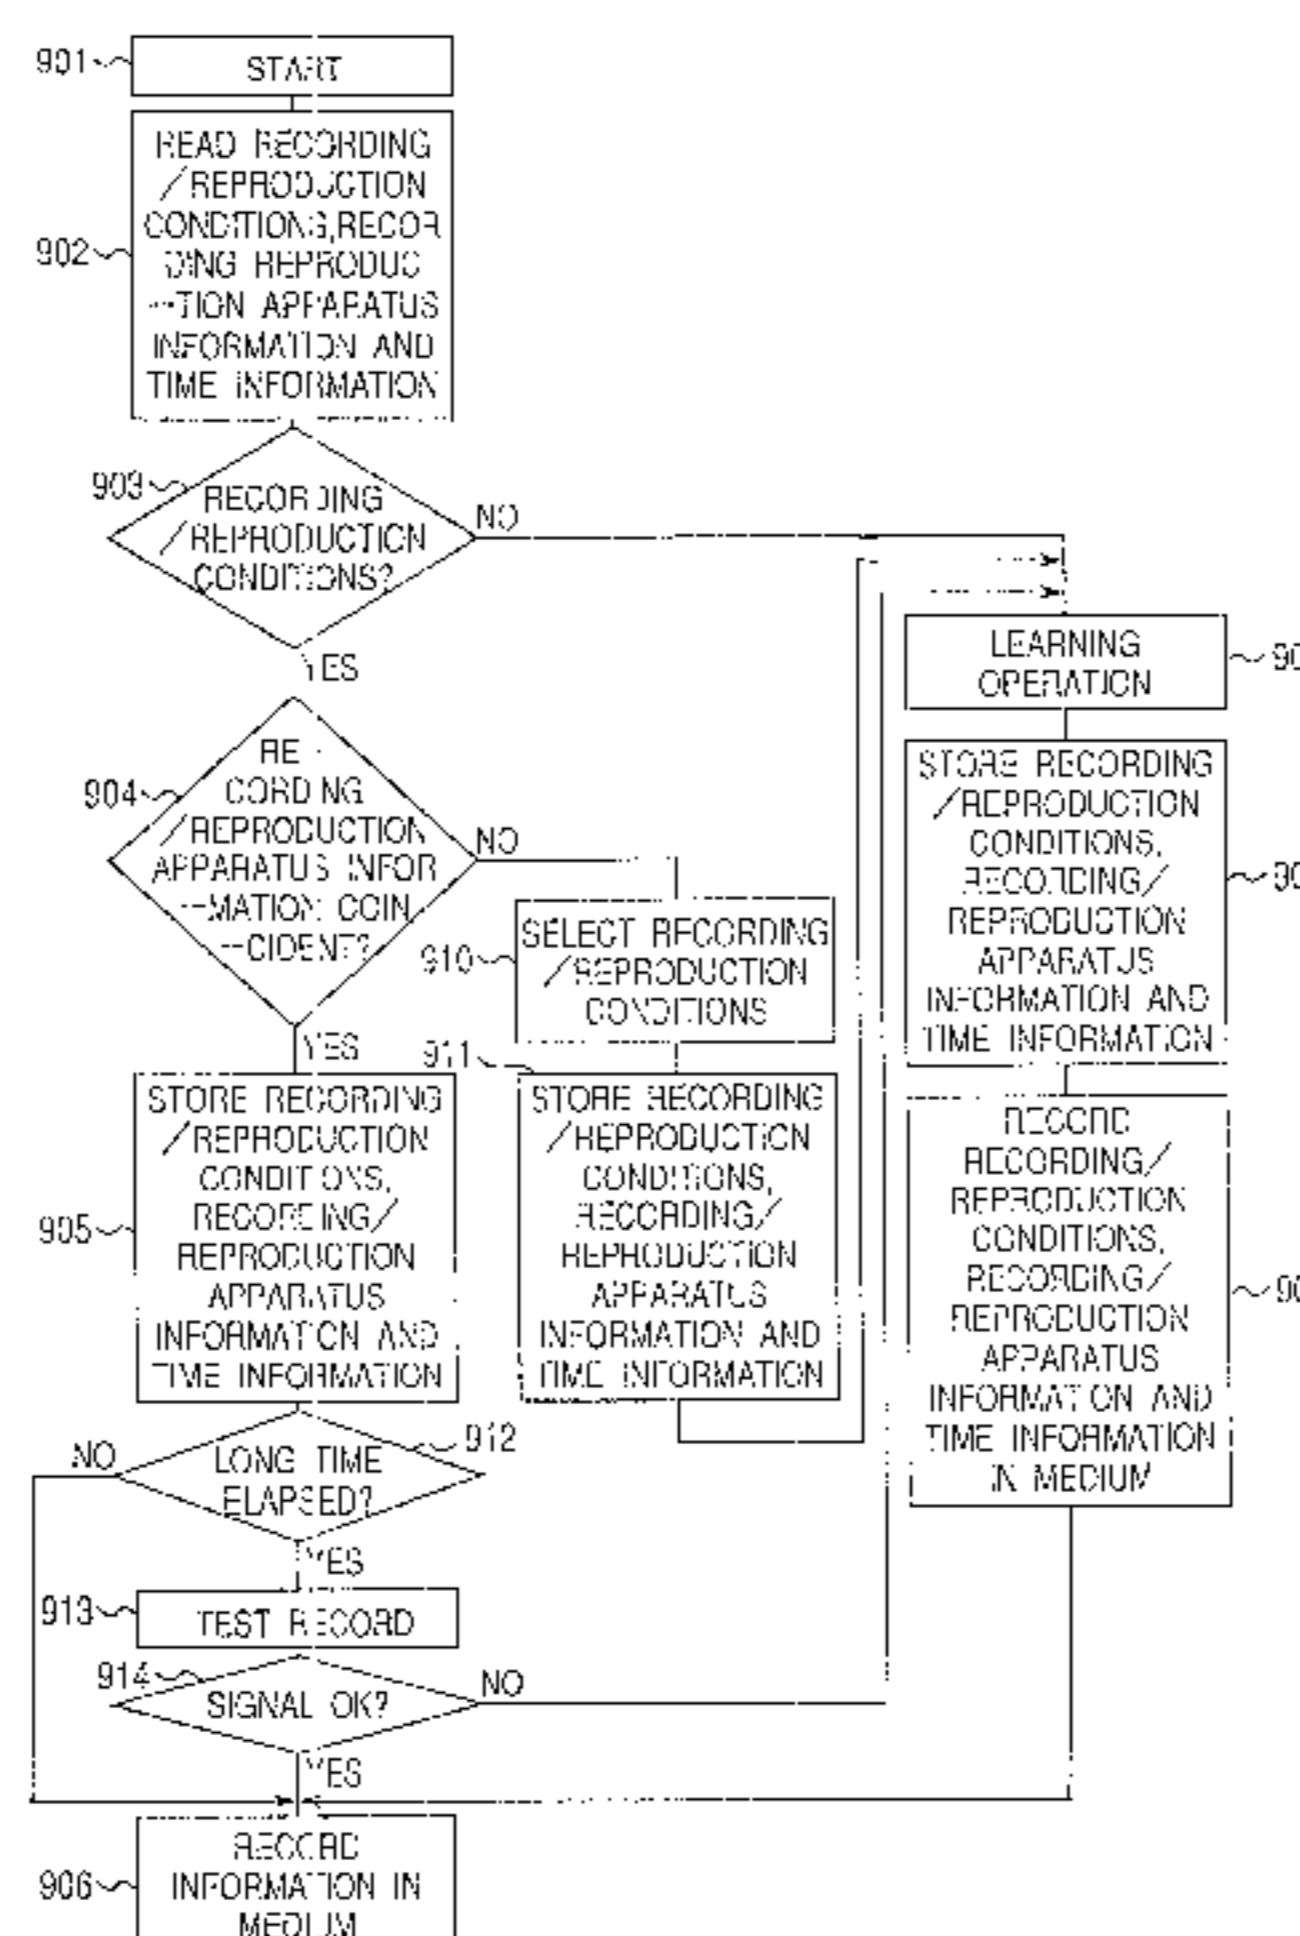 901
START
902
READ RECORDING
/REPRODUCTION
CONDITIONS,RECOR
DING REPRODUC
-TION APPARATUS
INFORMATION AND
TIME INFORMATION
903
RECORDING
/REPRODUCTION
CONDITIONS?
NO
YES
904
RE-
CORDING
/REPRODUCTION
APPARATUS INFOR
-MATION COIN
-CIDENT?
NO
YES
910
SELECT RECORDING
/REPRODUCTION
CONDITIONS
911
STORE RECORDING
/REPRODUCTION
CONDITIONS,
RECORDING/
REPRODUCTION
APPARATUS
INFORMATION AND
TIME INFORMATION
905
STORE RECORDING
/REPRODUCTION
CONDITIONS,
RECORDING/
REPRODUCTION
APPARATUS
INFORMATION AND
TIME INFORMATION
912
LONG TIME
ELAPSED?
NO
YES
913
TEST RECORD
914
SIGNAL OK?
NO
YES
906
RECORD
INFORMATION IN
MEDIUM
LEARNING
OPERATION
STORE RECORDING
/REPRODUCTION
CONDITIONS,
RECORDING/
REPRODUCTION
APPARATUS
INFORMATION AND
TIME INFORMATION
RECORD
RECORDING/
REPRODUCTION
CONDITIONS,
RECORDING/
REPRODUCTION
APPARATUS
INFORMATION AND
TIME INFORMATION
IN MEDIUM